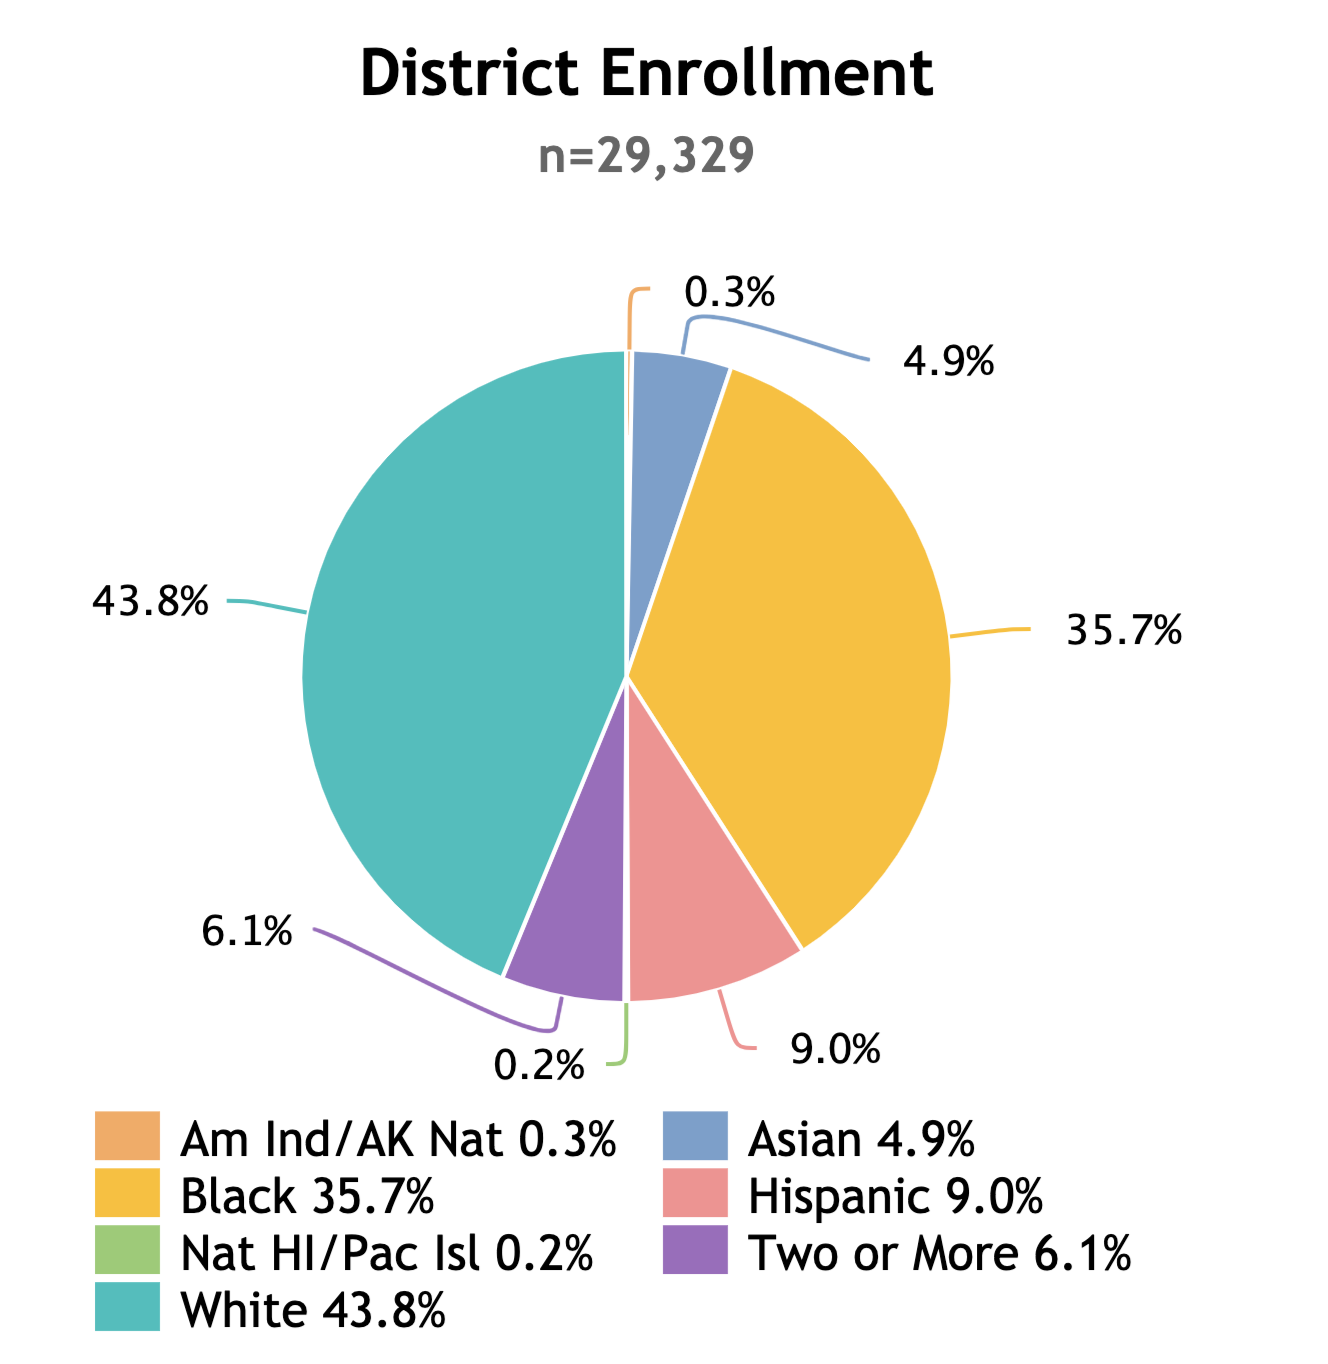 District Enrollment
n=29,329
0.3%
4.9%
43.8%
35.7%
6.1%
0.2%
9.0%
Am Ind/AK Nat 0.3%
Asian 4.9%
Black 35.7%
Hispanic 9.0%
Nat HI/Pac Isl 0.2%
Two or More 6.1%
White 43.8%